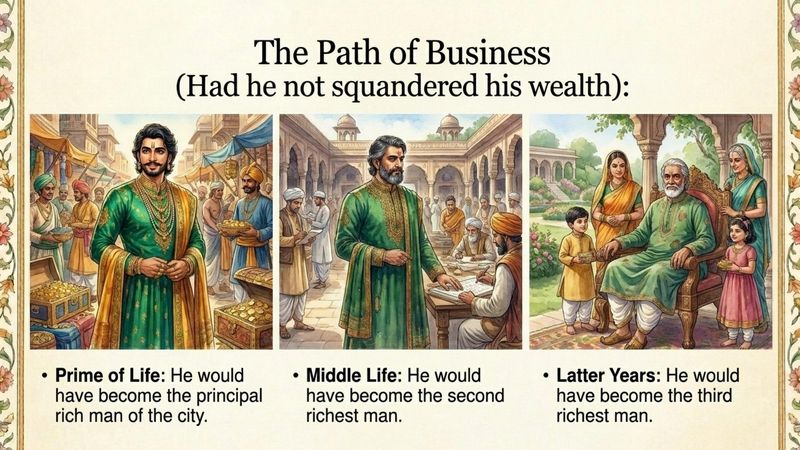 The Path of Business
(Had he not squandered his wealth):
• Prime of Life: He would
have become the principal
rich man of the city.
• Middle Life: He would
have become the second
richest man.
• Latter Years: He would
have become the third
richest man.